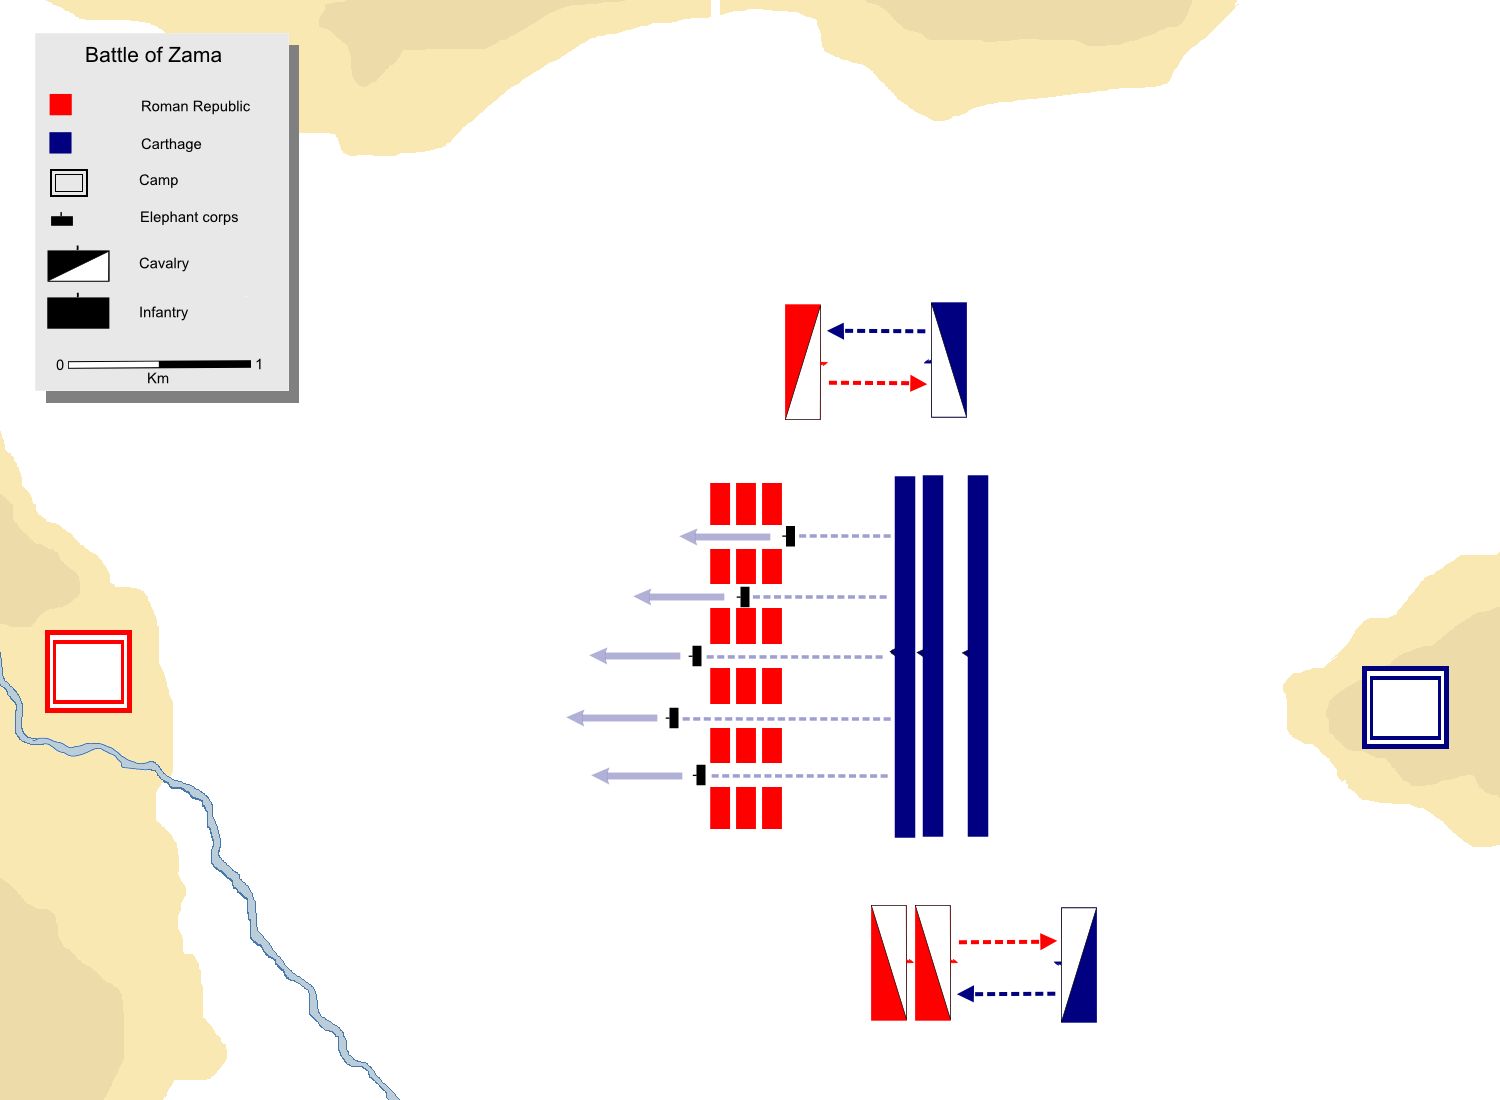 Battle of Zama
Roman Republic
Carthage
Camp
Elephant corps
Cavalry
Infantry
0 1
Km